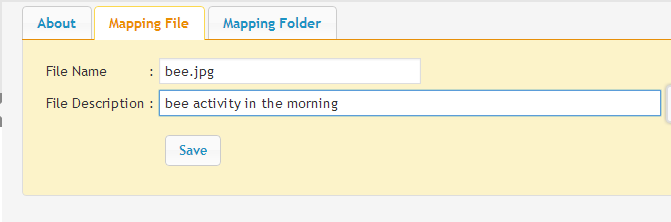 About Mapping File Mapping Folder
File Name : bee.jpg
File Description : bee activity in the morning
Save